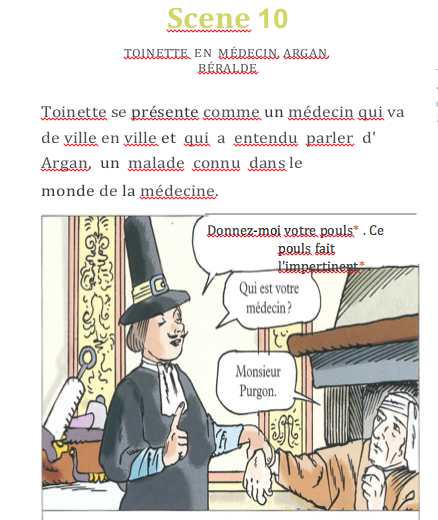 Scene 10
TOINETTE EN MÉDECIN, ARGAN,
BÉRALDE
Toinette se présente comme un médecin qui va
de ville en ville et qui a entendu parler d'
Argan, un malade connu dans le
monde de la médecine.
Donnez-moi votre pouls* . Ce
pouls fait
l'impertinent*
Qui est votre
médecin ?
Monsieur
Purgon.